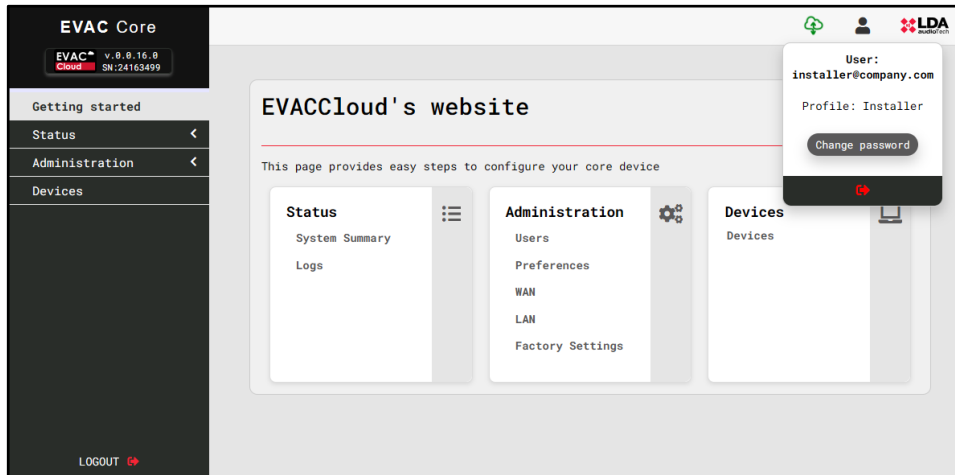 EVAC Core
EVAC Cloud
v.0.0.16.0
SN:24163499
Getting started
Status
Administration
Devices
LOGOUT
LDA
audioTech
User:
installer@company.com
Profile: Installer
Change password
EVACCloud's website
This page provides easy steps to configure your core device
Status
System Summary
Logs
Administration
Users
Preferences
WAN
LAN
Factory Settings
Devices
Devices